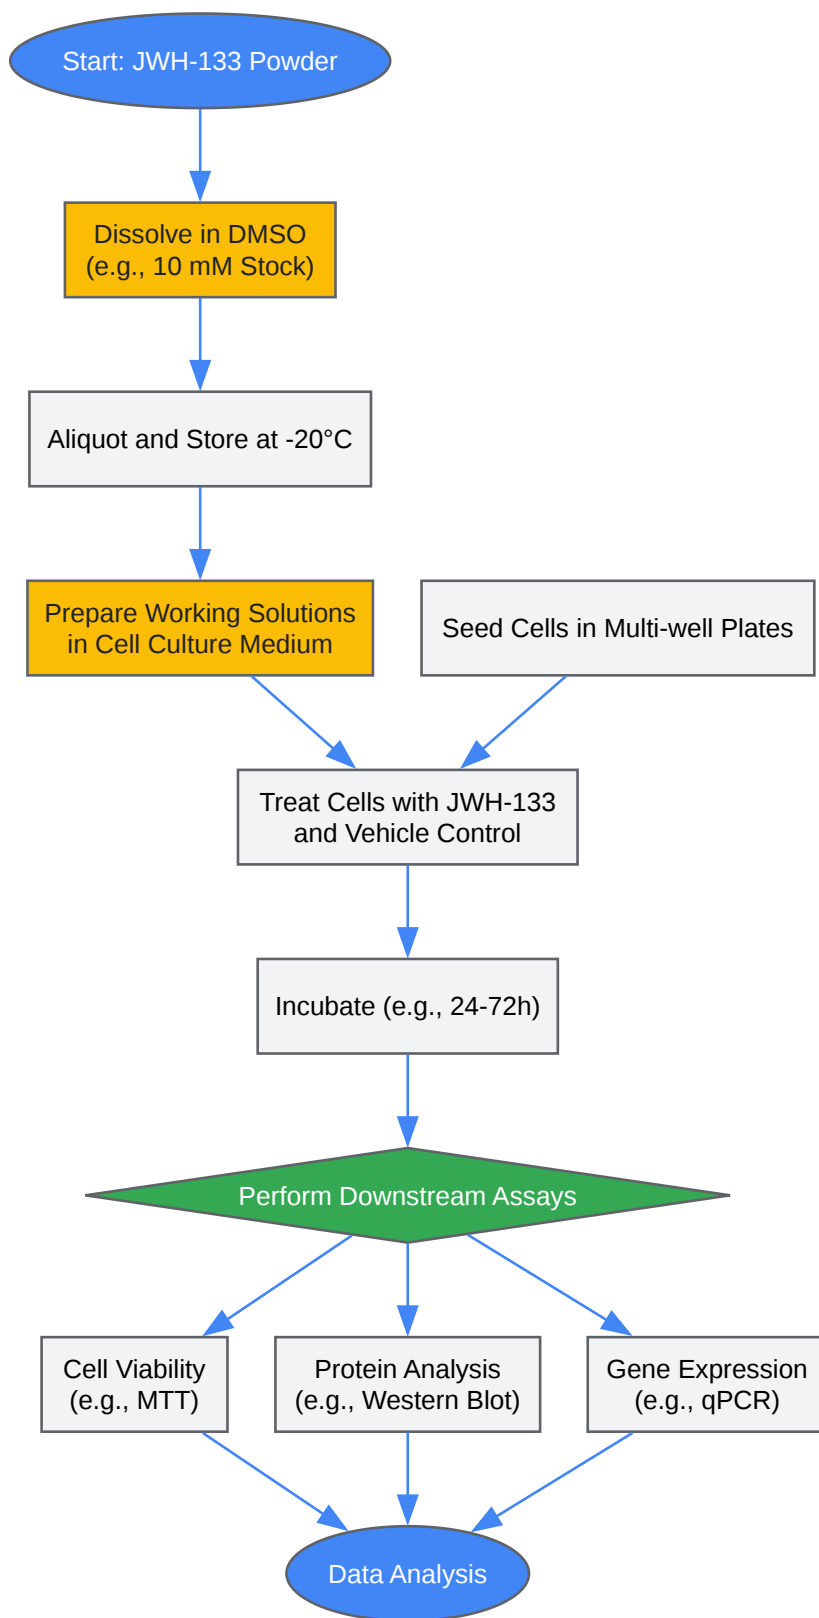 Start: JWH-133 Powder
Dissolve in DMSO
(e.g., 10 mM Stock)
Aliquot and Store at -20°C
Prepare Working Solutions
in Cell Culture Medium
Seed Cells in Multi-well Plates
Treat Cells with JWH-133
and Vehicle Control
Incubate (e.g., 24-72h)
Perform Downstream Assays
Cell Viability
(e.g., MTT)
Protein Analysis
(e.g., Western Blot)
Gene Expression
(e.g., qPCR)
Data Analysis